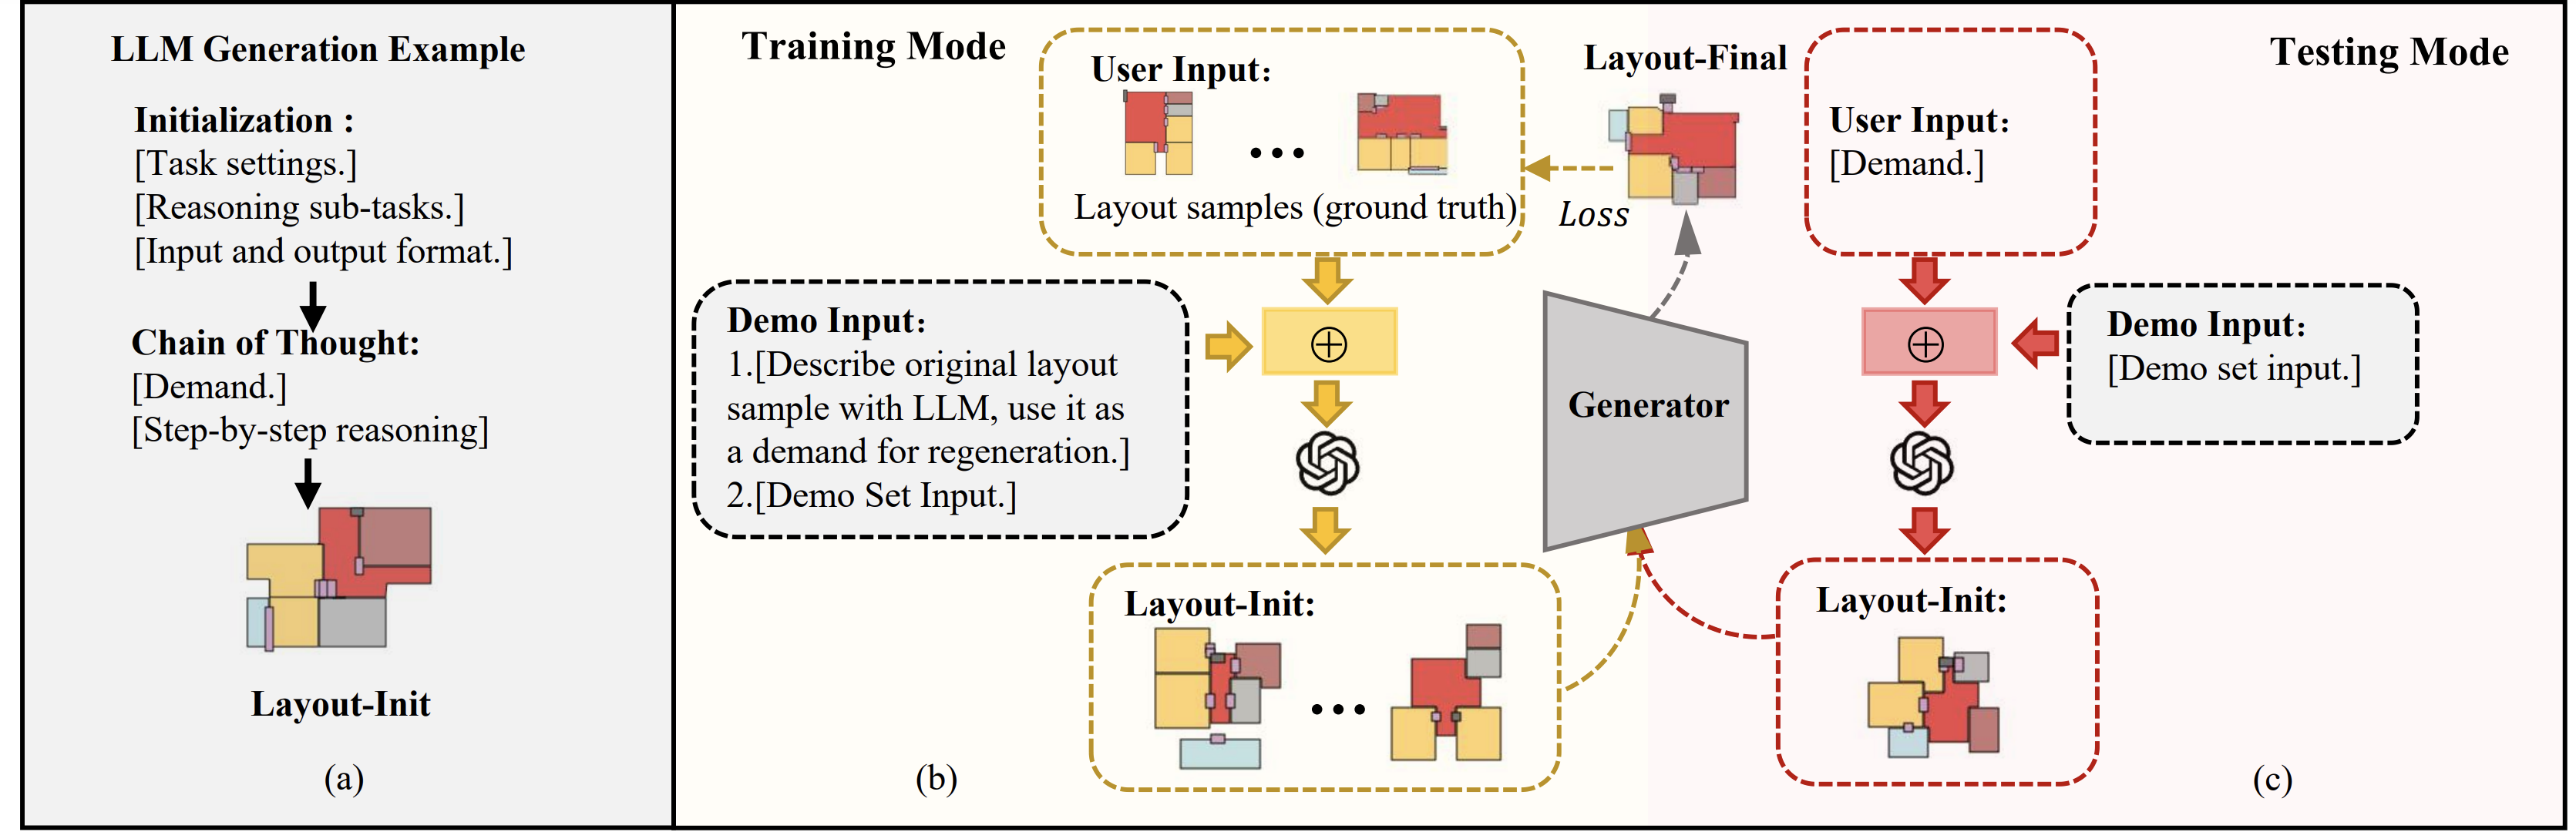 LLM Generation Example
Initialization :
[Task settings.]
[Reasoning sub-tasks.]
[Input and output format.]
Chain of Thought:
[Demand.]
[Step-by-step reasoning]
Layout-Init
(a)
Training Mode
User Input:
...
Layout samples (ground truth)
Demo Input:
1.[Describe original layout
sample with LLM, use it as
a demand for regeneration.]
2.[Demo Set Input.]
Layout-Init:
...
(b)
Layout-Final
Loss
Generator
Testing Mode
User Input:
[Demand.]
Demo Input:
[Demo set input.]
Layout-Init:
(c)